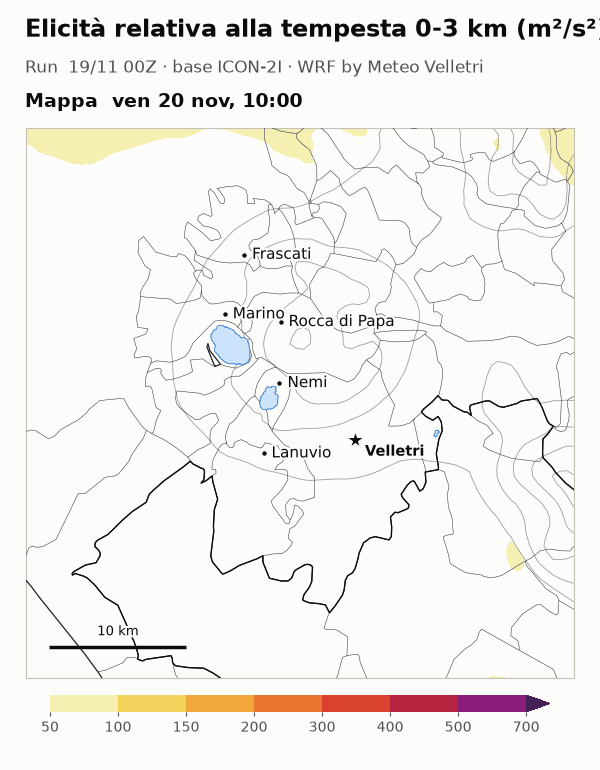 Elicità relativa alla tempesta 0-3 km (m²/s²)
Run 19/11 00Z · base ICON-2I · WRF by Meteo Velletri
Mappa ven 20 nov, 10:00
Frascati
Marino
Rocca di Papa
Nemi
Velletri
Lanuvio
10 km
50 100 150 200 300 400 500 700